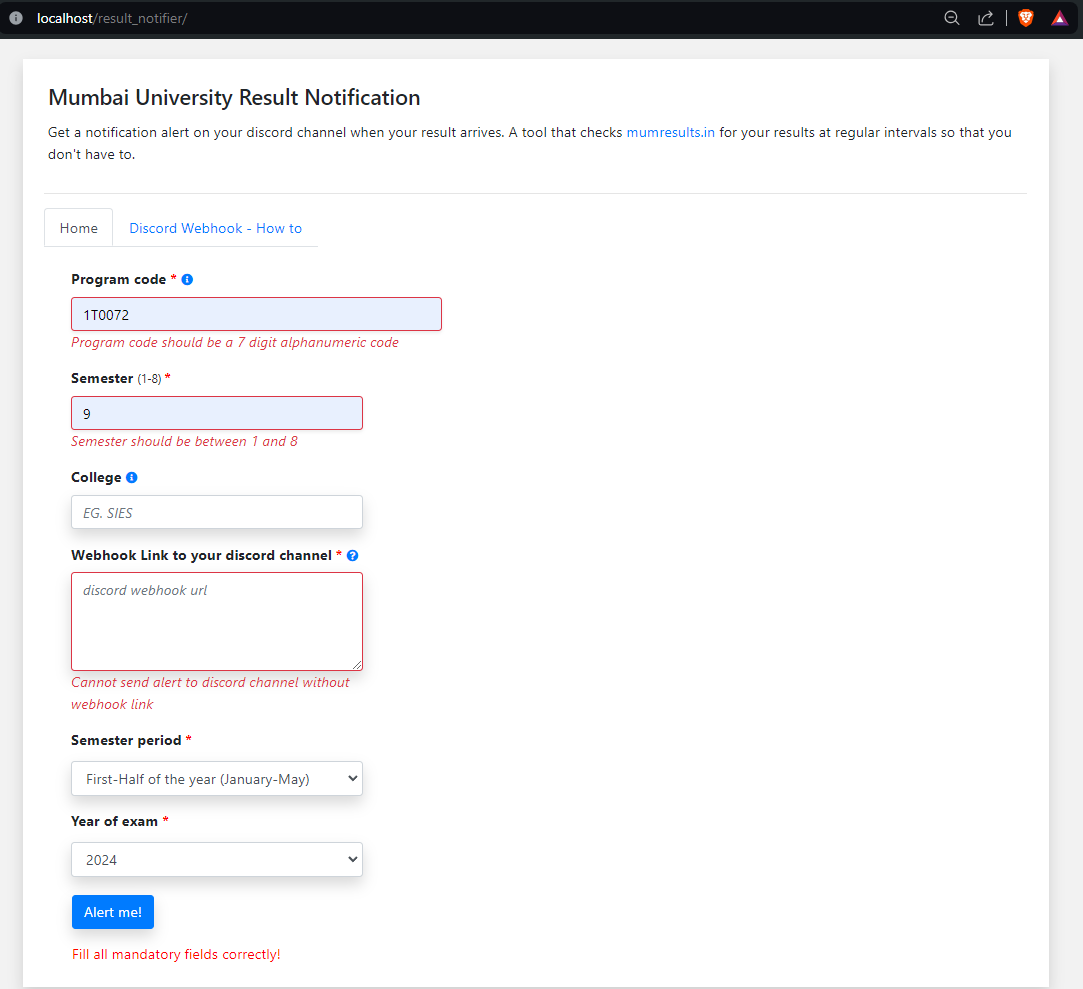 localhost/result_notifier/
Mumbai University Result Notification
Get a notification alert on your discord channel when your result arrives. A tool that checks mumresults.in for your results at regular intervals so that you
don't have to.
Home
Discord Webhook - How to
Program code *
1T0072
Program code should be a 7 digit alphanumeric code
Semester (1-8) *
9
Semester should be between 1 and 8
College
EG. SIES
Webhook Link to your discord channel *
discord webhook url
Cannot send alert to discord channel without
webhook link
Semester period *
First-Half of the year (January-May)
Year of exam *
2024
Alert me!
Fill all mandatory fields correctly!